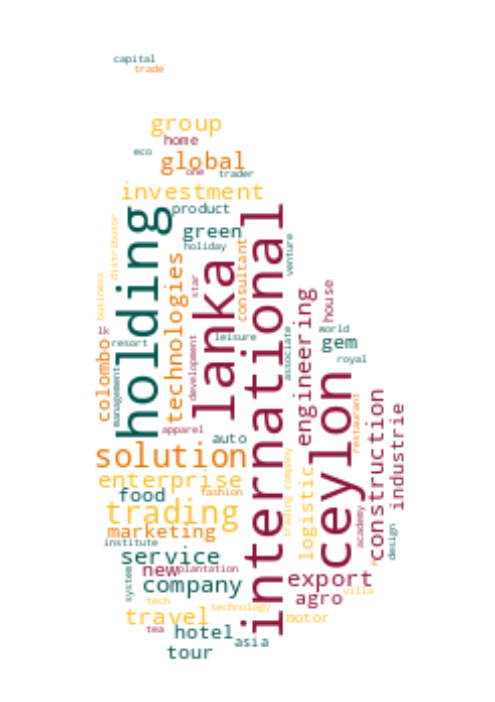 capital
trade
group
home
eco
global
one
trader
investment
holding
product
international
distributor
green
holiday
consultant
venture
technologies
lanka
star
business
engineering
house
lk
resort
colombo
management
development
leisure
associate
world
gem
royal
ceylon
restaurant
apparel
auto
construction
industrie
solution
enterprise
trading company
logistic
food
fashion
trading
academy
design
marketing
institute
service
new
plantation
system
company
export
villa
agro
tech
technology
travel
motor
tea
hotel
asia
tour